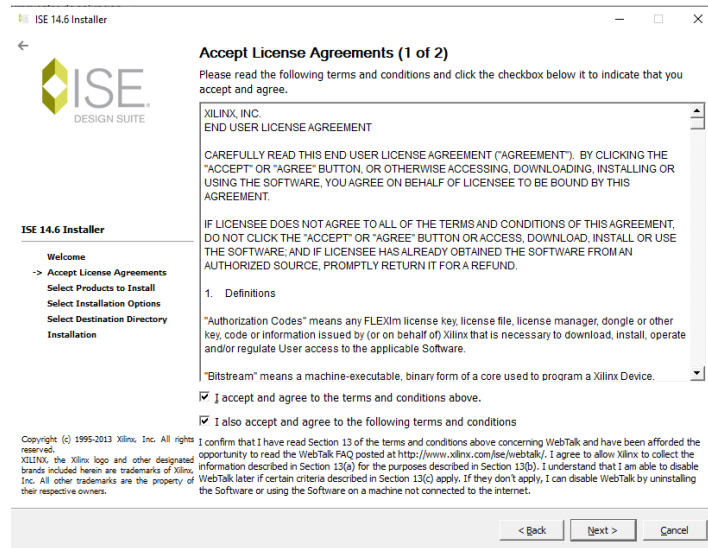 ISE 14.6 Installer
ISE
DESIGN SUITE
ISE 14.6 Installer
Welcome
-> Accept License Agreements
Select Products to Install
Select Installation Options
Select Destination Directory
Installation
Copyright (c) 1995-2013 Xilinx, Inc. All rights
reserved.
XILINX, the Xilinx logo and other designated
brands included herein are trademarks of Xilinx,
Inc. All other trademarks are the property of
their respective owners.
Accept License Agreements (1 of 2)
Please read the following terms and conditions and click the checkbox below it to indicate that you
accept and agree.
XILINX, INC.
END USER LICENSE AGREEMENT
CAREFULLY READ THIS END USER LICENSE AGREEMENT ("AGREEMENT"). BY CLICKING THE
"ACCEPT" OR "AGREE" BUTTON, OR OTHERWISE ACCESSING, DOWNLOADING, INSTALLING OR
USING THE SOFTWARE, YOU AGREE ON BEHALF OF LICENSEE TO BE BOUND BY THIS
AGREEMENT.
IF LICENSEE DOES NOT AGREE TO ALL OF THE TERMS AND CONDITIONS OF THIS AGREEMENT,
DO NOT CLICK THE "ACCEPT" OR "AGREE" BUTTON OR ACCESS, DOWNLOAD, INSTALL OR USE
THE SOFTWARE; AND IF LICENSEE HAS ALREADY OBTAINED THE SOFTWARE FROM AN
AUTHORIZED SOURCE, PROMPTLY RETURN IT FOR A REFUND.
1. Definitions
"Authorization Codes" means any FLEXlm license key, license file, license manager, dongle or other
key, code or information issued by (or on behalf of) Xilinx that is necessary to download, install, operate
and/or regulate User access to the applicable Software.
"Bitstream" means a machine-executable, binary form of a core used to program a Xilinx Device.
I accept and agree to the terms and conditions above.
I also accept and agree to the following terms and conditions
I confirm that I have read Section 13 of the terms and conditions above concerning WebTalk and have been afforded the
opportunity to read the WebTalk FAQ posted at http://www.xilinx.com/ise/webtalk/. I agree to allow Xilinx to collect the
information described in Section 13(a) for the purposes described in Section 13(b). I understand that I am able to disable
WebTalk later if certain criteria described in Section 13(c) apply. If they don't apply, I can disable WebTalk by uninstalling
the Software or using the Software on a machine not connected to the internet.
< Back
Next >
Cancel